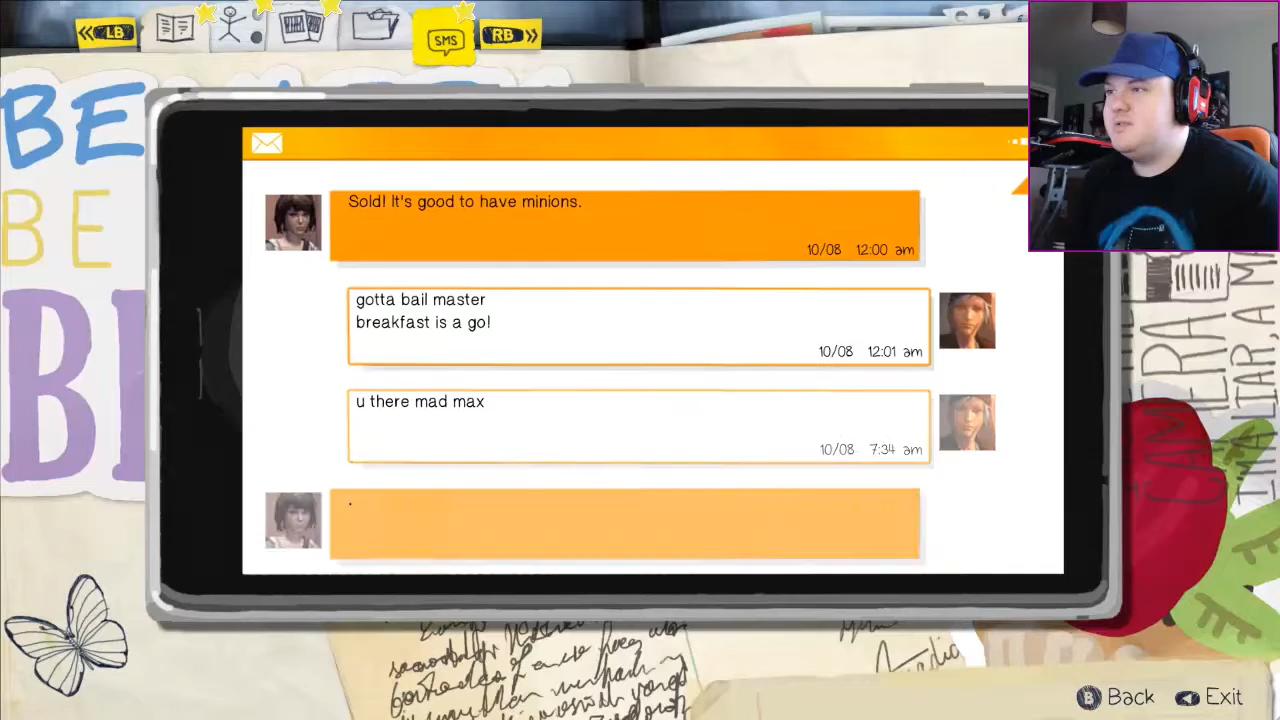 LB
SMS
RB
BE
BE
B
Sold! It's good to have minions.
10/08 12:00 am
gotta bail master
breakfast is a go!
10/08 12:01 am
u there mad max
10/08 7:34 am
.
CAMERA
B Back
Exit